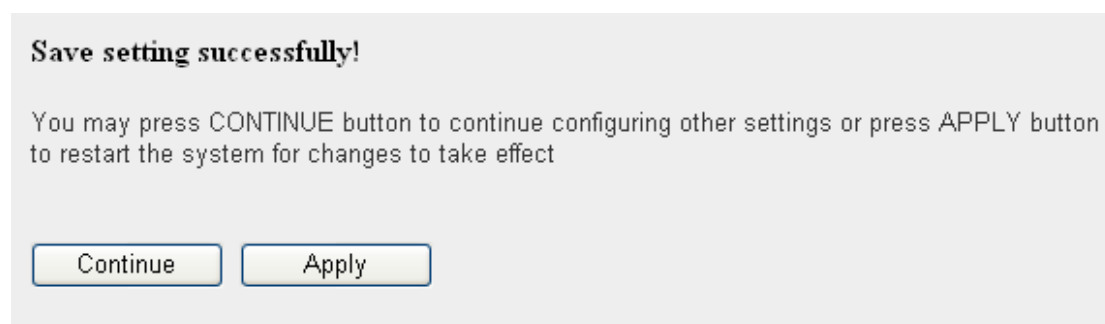 Save setting successfully!
You may press CONTINUE button to continue configuring other settings or press APPLY button
to restart the system for changes to take effect
Continue Apply